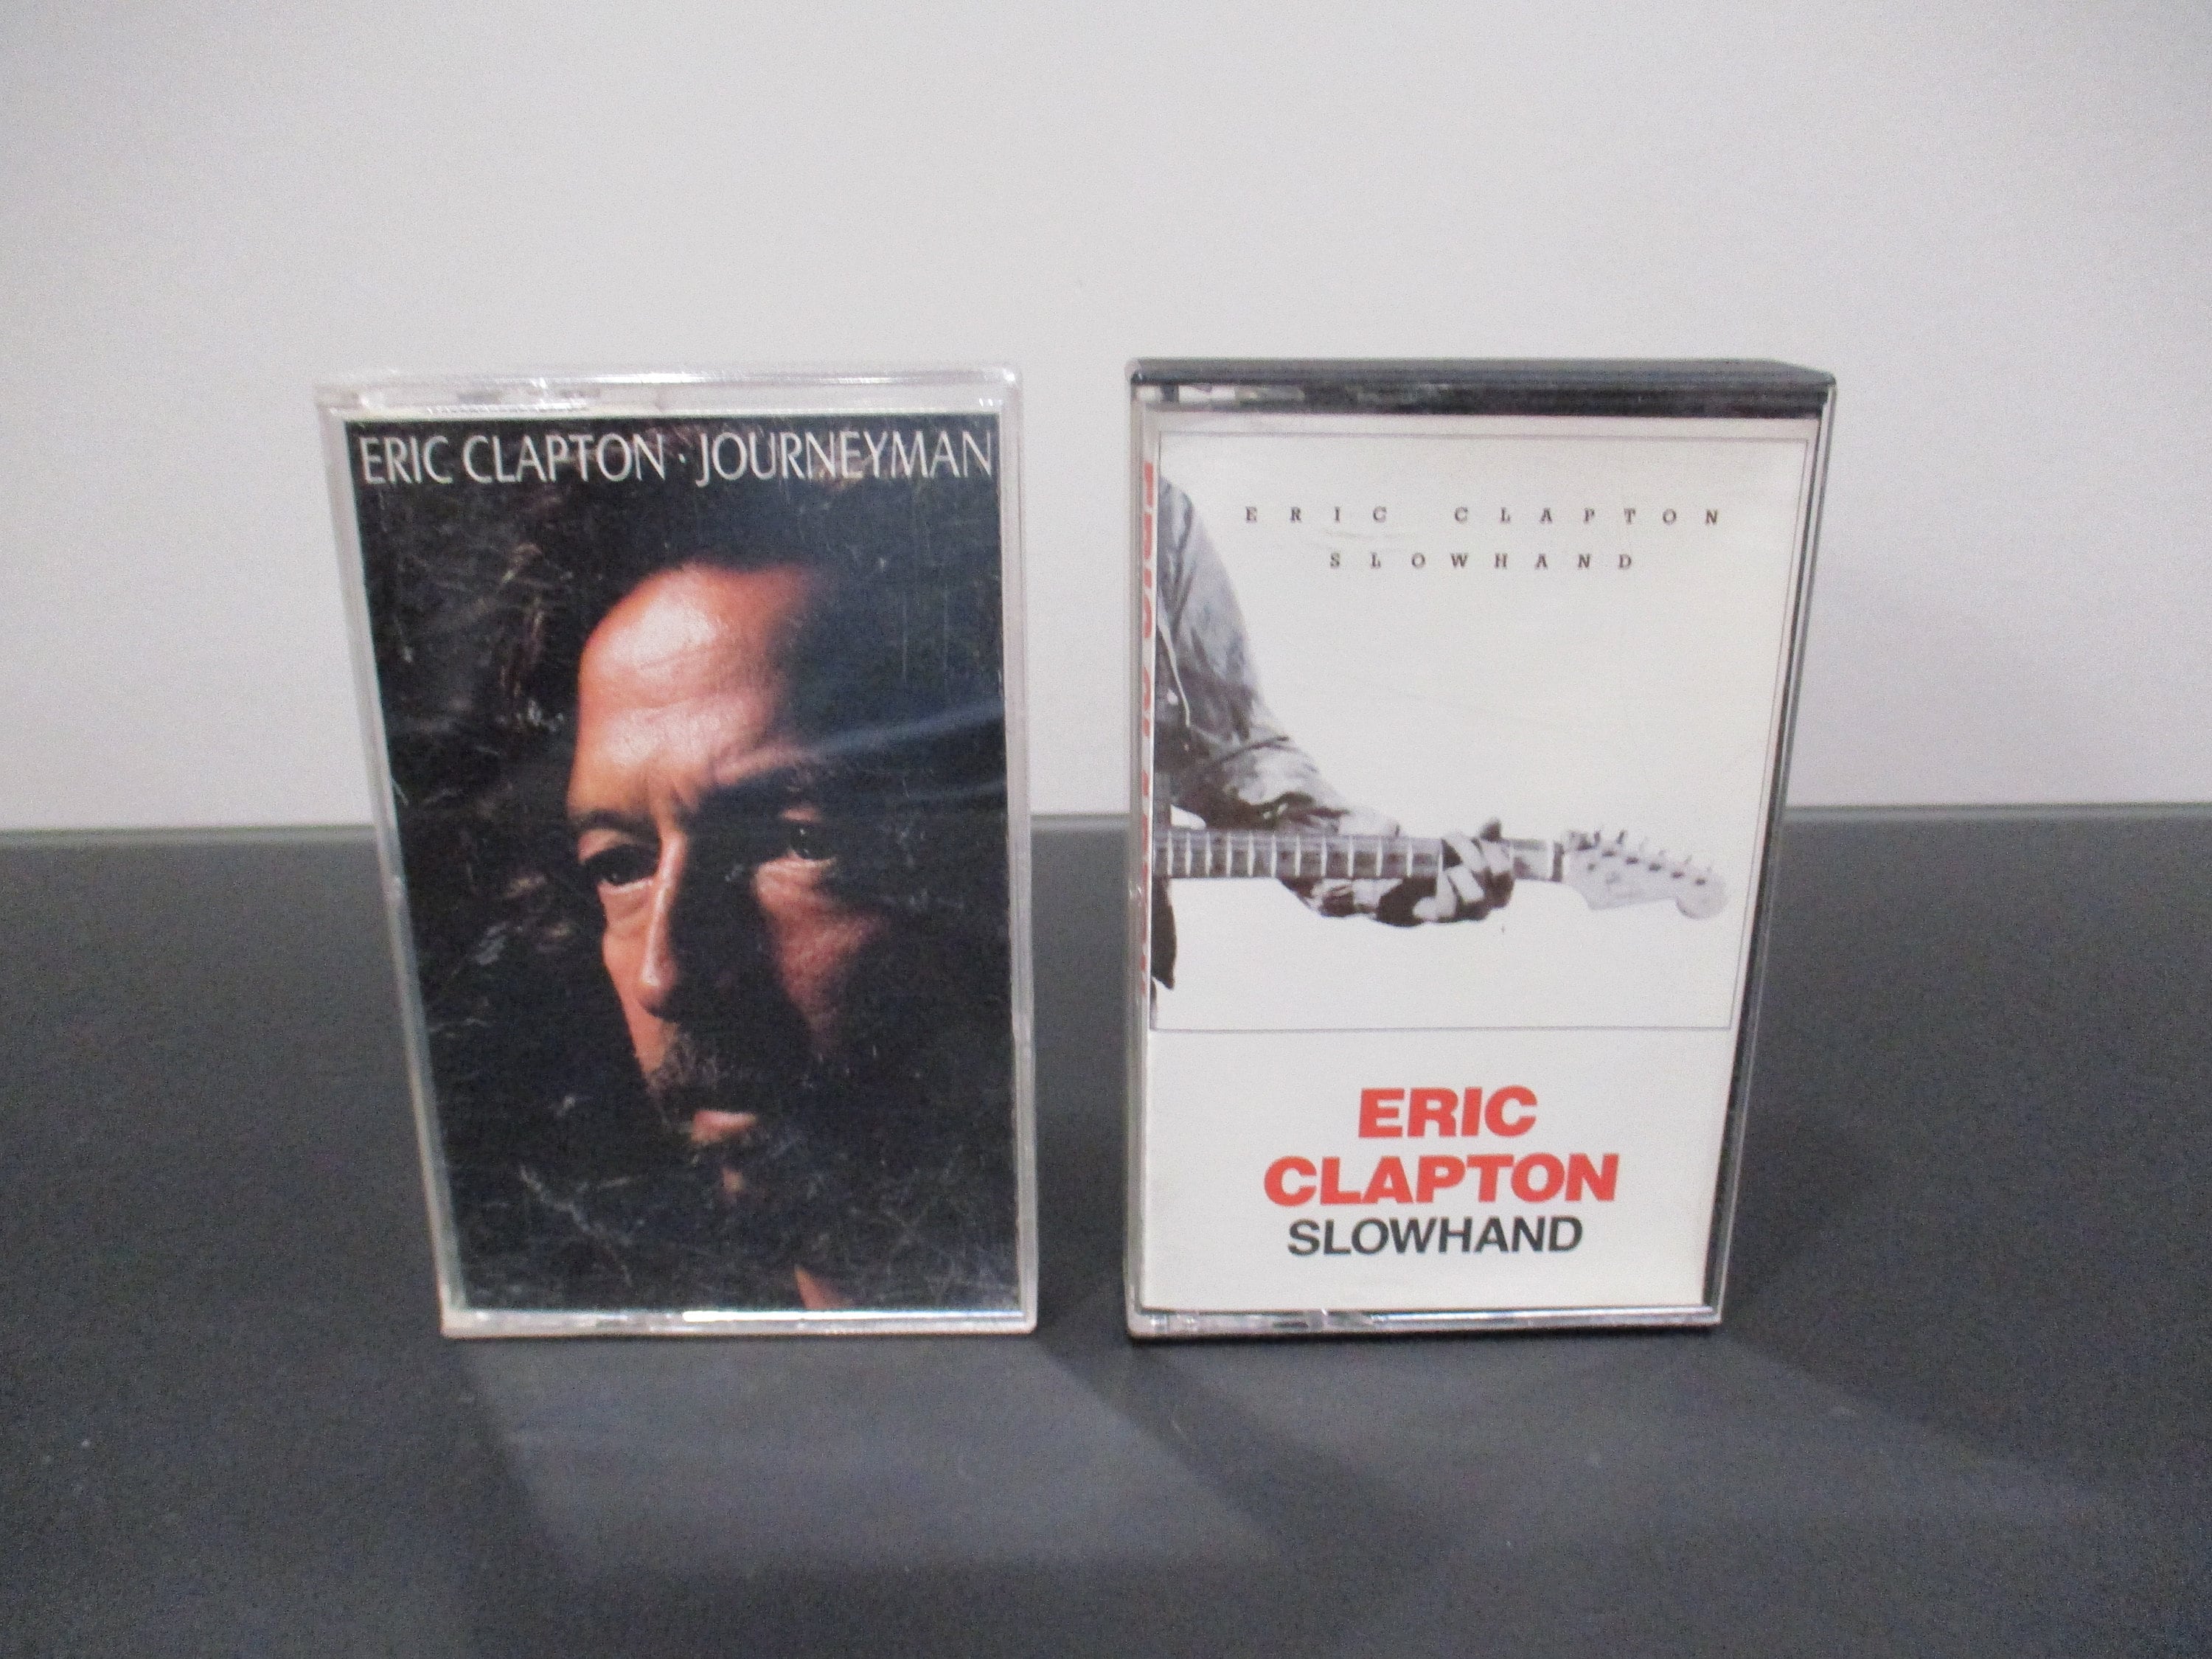 ERIC CLAPTON · JOURNEYMAN
ERIC CLAPTON
SLOWHAND
ERIC
CLAPTON
SLOWHAND